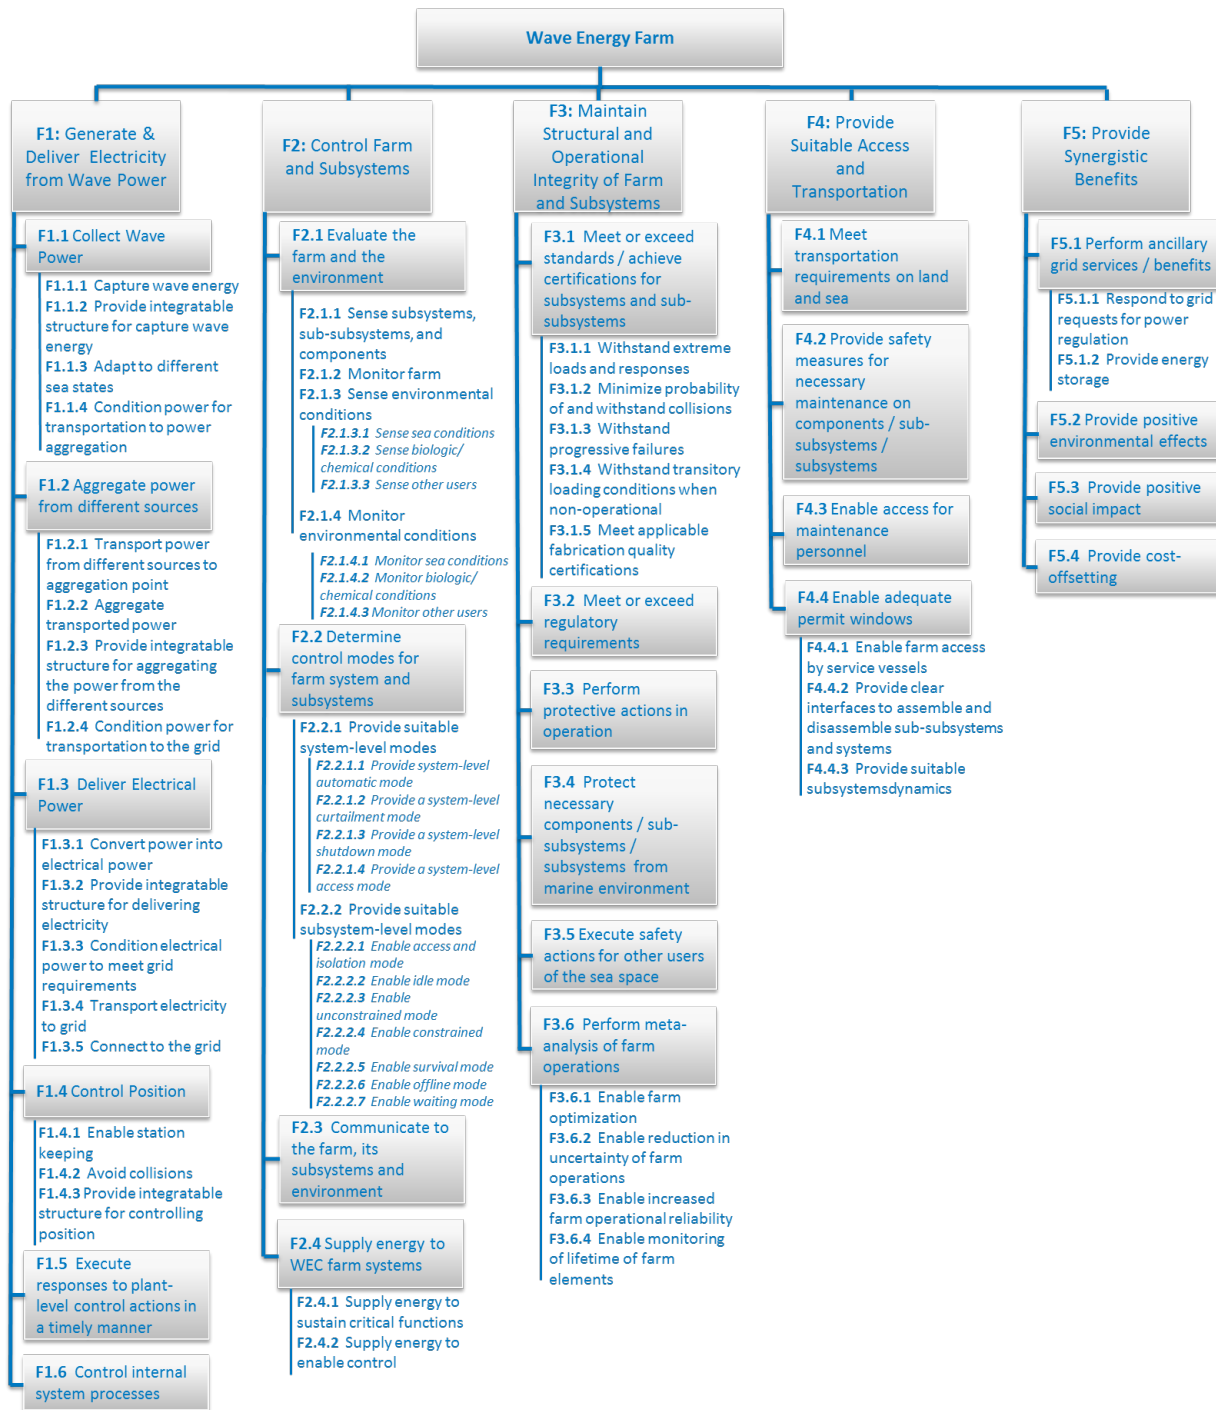 Wave Energy Farm
F1: Generate &
Deliver Electricity
from Wave Power
F1.1 Collect Wave
Power
F1.1.1 Capture wave energy
F1.1.2 Provide integratable
structure for capture wave
energy
F1.1.3 Adapt to different
sea states
F1.1.4 Condition power for
transportation to power
aggregation
F1.2 Aggregate power
from different sources
F1.2.1 Transport power
from different sources to
aggregation point
F1.2.2 Aggregate
transported power
F1.2.3 Provide integratable
structure for aggregating
the power from the
different sources
F1.2.4 Condition power for
transportation to the grid
F1.3 Deliver Electrical
Power
F1.3.1 Convert power into
electrical power
F1.3.2 Provide integratable
structure for delivering
electricity
F1.3.3 Condition electrical
power to meet grid
requirements
F1.3.4 Transport electricity
to grid
F1.3.5 Connect to the grid
F1.4 Control Position
F1.4.1 Enable station
keeping
F1.4.2 Avoid collisions
F1.4.3 Provide integratable
structure for controlling
position
F1.5 Execute
responses to plant-
level control actions in
a timely manner
F1.6 Control internal
system processes
F2: Control Farm
and Subsystems
F2.1 Evaluate the
farm and the
environment
F2.1.1 Sense subsystems,
sub-subsystems, and
components
F2.1.2 Monitor farm
F2.1.3 Sense environmental
conditions
F2.1.3.1 Sense sea conditions
F2.1.3.2 Sense biologic/
chemical conditions
F2.1.3.3 Sense other users
F2.1.4 Monitor
environmental conditions
F2.1.4.1 Monitor sea conditions
F2.1.4.2 Monitor biologic/
chemical conditions
F2.1.4.3 Monitor other users
F2.2 Determine
control modes for
farm system and
subsystems
F2.2.1 Provide suitable
system-level modes
F2.2.1.1 Provide system-level
automatic mode
F2.2.1.2 Provide a system-level
curtailment mode
F2.2.1.3 Provide a system-level
shutdown mode
F2.2.1.4 Provide a system-level
access mode
F2.2.2 Provide suitable
subsystem-level modes
F2.2.2.1 Enable access and
isolation mode
F2.2.2.2 Enable idle mode
F2.2.2.3 Enable
unconstrained mode
F2.2.2.4 Enable constrained
mode
F2.2.2.5 Enable survival mode
F2.2.2.6 Enable offline mode
F2.2.2.7 Enable waiting mode
F2.3 Communicate to
the farm, its
subsystems and
environment
F2.4 Supply energy to
WEC farm systems
F2.4.1 Supply energy to
sustain critical functions
F2.4.2 Supply energy to
enable control
F3: Maintain
Structural and
Operational
Integrity of Farm
and Subsystems
F3.1 Meet or exceed
standards / achieve
certifications for
subsystems and sub-
subsystems
F3.1.1 Withstand extreme
loads and responses
F3.1.2 Minimize probability
of and withstand collisions
F3.1.3 Withstand
progressive failures
F3.1.4 Withstand transitory
loading conditions when
non-operational
F3.1.5 Meet applicable
fabrication quality
certifications
F3.2 Meet or exceed
regulatory
requirements
F3.3 Perform
protective actions in
operation
F3.4 Protect
necessary
components / sub-
subsystems /
subsystems from
marine environment
F3.5 Execute safety
actions for other users
of the sea space
F3.6 Perform meta-
analysis of farm
operations
F3.6.1 Enable farm
optimization
F3.6.2 Enable reduction in
uncertainty of farm
operations
F3.6.3 Enable increased
farm operational reliability
F3.6.4 Enable monitoring
of lifetime of farm
elements
F4: Provide
Suitable Access
and
Transportation
F4.1 Meet
transportation
requirements on land
and sea
F4.2 Provide safety
measures for
necessary
maintenance on
components / sub-
subsystems /
subsystems
F4.3 Enable access for
maintenance
personnel
F4.4 Enable adequate
permit windows
F4.4.1 Enable farm access
by service vessels
F4.4.2 Provide clear
interfaces to assemble and
disassemble sub-subsystems
and systems
F4.4.3 Provide suitable
subsystemsdynamics
F5: Provide
Synergistic
Benefits
F5.1 Perform ancillary
grid services / benefits
F5.1.1 Respond to grid
requests for power
regulation
F5.1.2 Provide energy
storage
F5.2 Provide positive
environmental effects
F5.3 Provide positive
social impact
F5.4 Provide cost-
offsetting